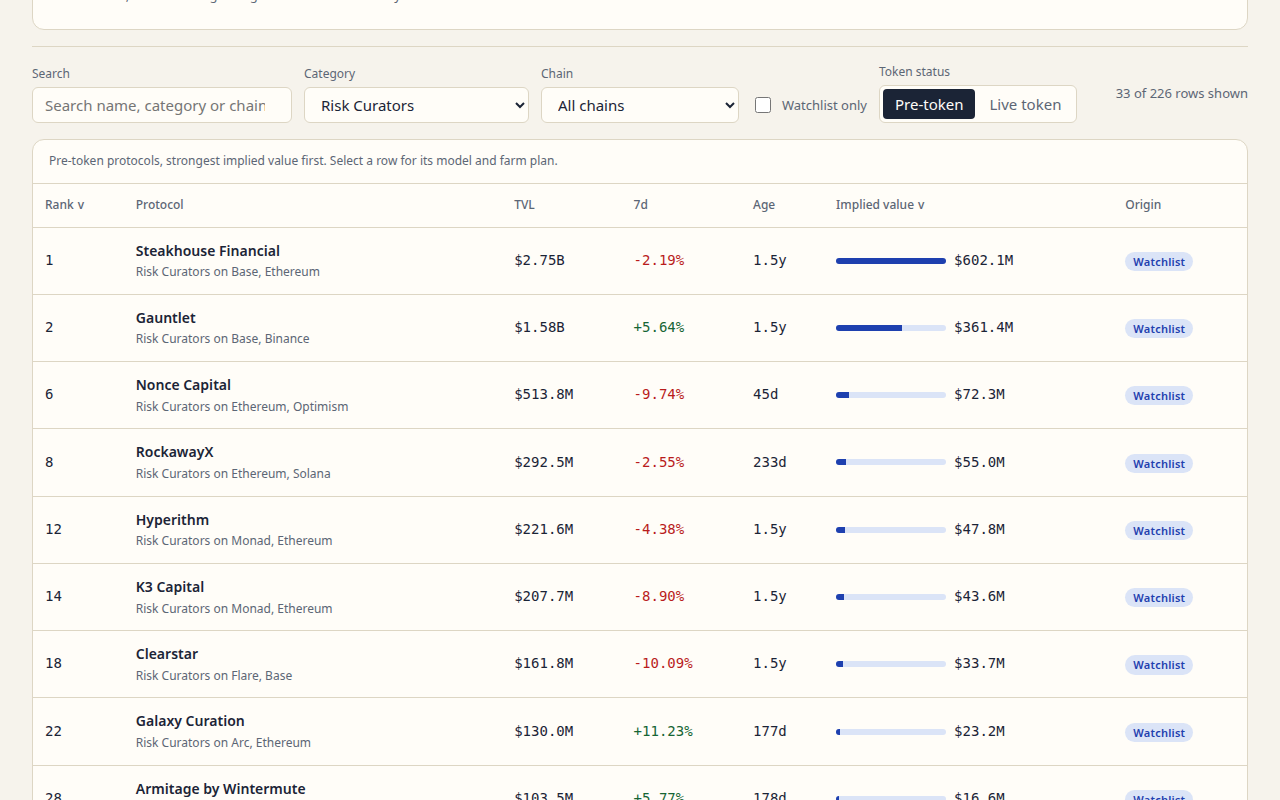 Search
Category
Chain
Token status
Search name, category or chain
Risk Curators
All chains
Watchlist only
Pre-token
Live token
33 of 226 rows shown
Pre-token protocols, strongest implied value first. Select a row for its model and farm plan.
Rank v Protocol TVL 7d Age Implied value v Origin
1 Steakhouse Financial $2.75B -2.19% 1.5y $602.1M Watchlist
Risk Curators on Base, Ethereum
2 Gauntlet $1.58B +5.64% 1.5y $361.4M Watchlist
Risk Curators on Base, Binance
6 Nonce Capital $513.8M -9.74% 45d $72.3M Watchlist
Risk Curators on Ethereum, Optimism
8 RockawayX $292.5M -2.55% 233d $55.0M Watchlist
Risk Curators on Ethereum, Solana
12 Hyperithm $221.6M -4.38% 1.5y $47.8M Watchlist
Risk Curators on Monad, Ethereum
14 K3 Capital $207.7M -8.90% 1.5y $43.6M Watchlist
Risk Curators on Monad, Ethereum
18 Clearstar $161.8M -10.09% 1.5y $33.7M Watchlist
Risk Curators on Flare, Base
22 Galaxy Curation $130.0M +11.23% 177d $23.2M Watchlist
Risk Curators on Arc, Ethereum
28 Armitage by Wintermute $103.5M +5.77% 178d $16.6M Watchlist